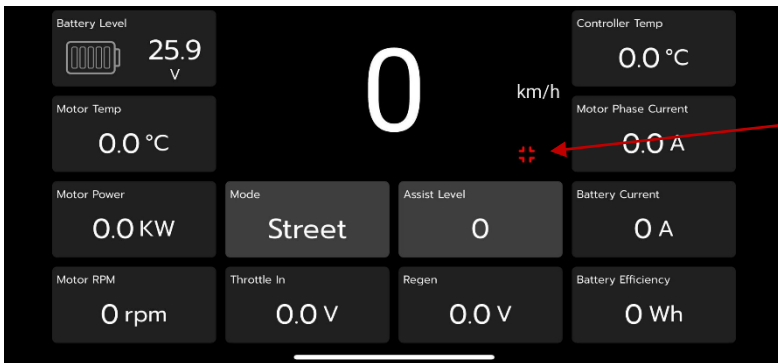 Battery Level
25.9
V
0
km/h
Controller Temp
0.0 °C
Motor Temp
0.0 °C
Motor Phase Current
0.0 A
Motor Power
0.0 KW
Mode
Street
Assist Level
0
Battery Current
0 A
Motor RPM
0 rpm
Throttle In
0.0 V
Regen
0.0 V
Battery Efficiency
0 Wh